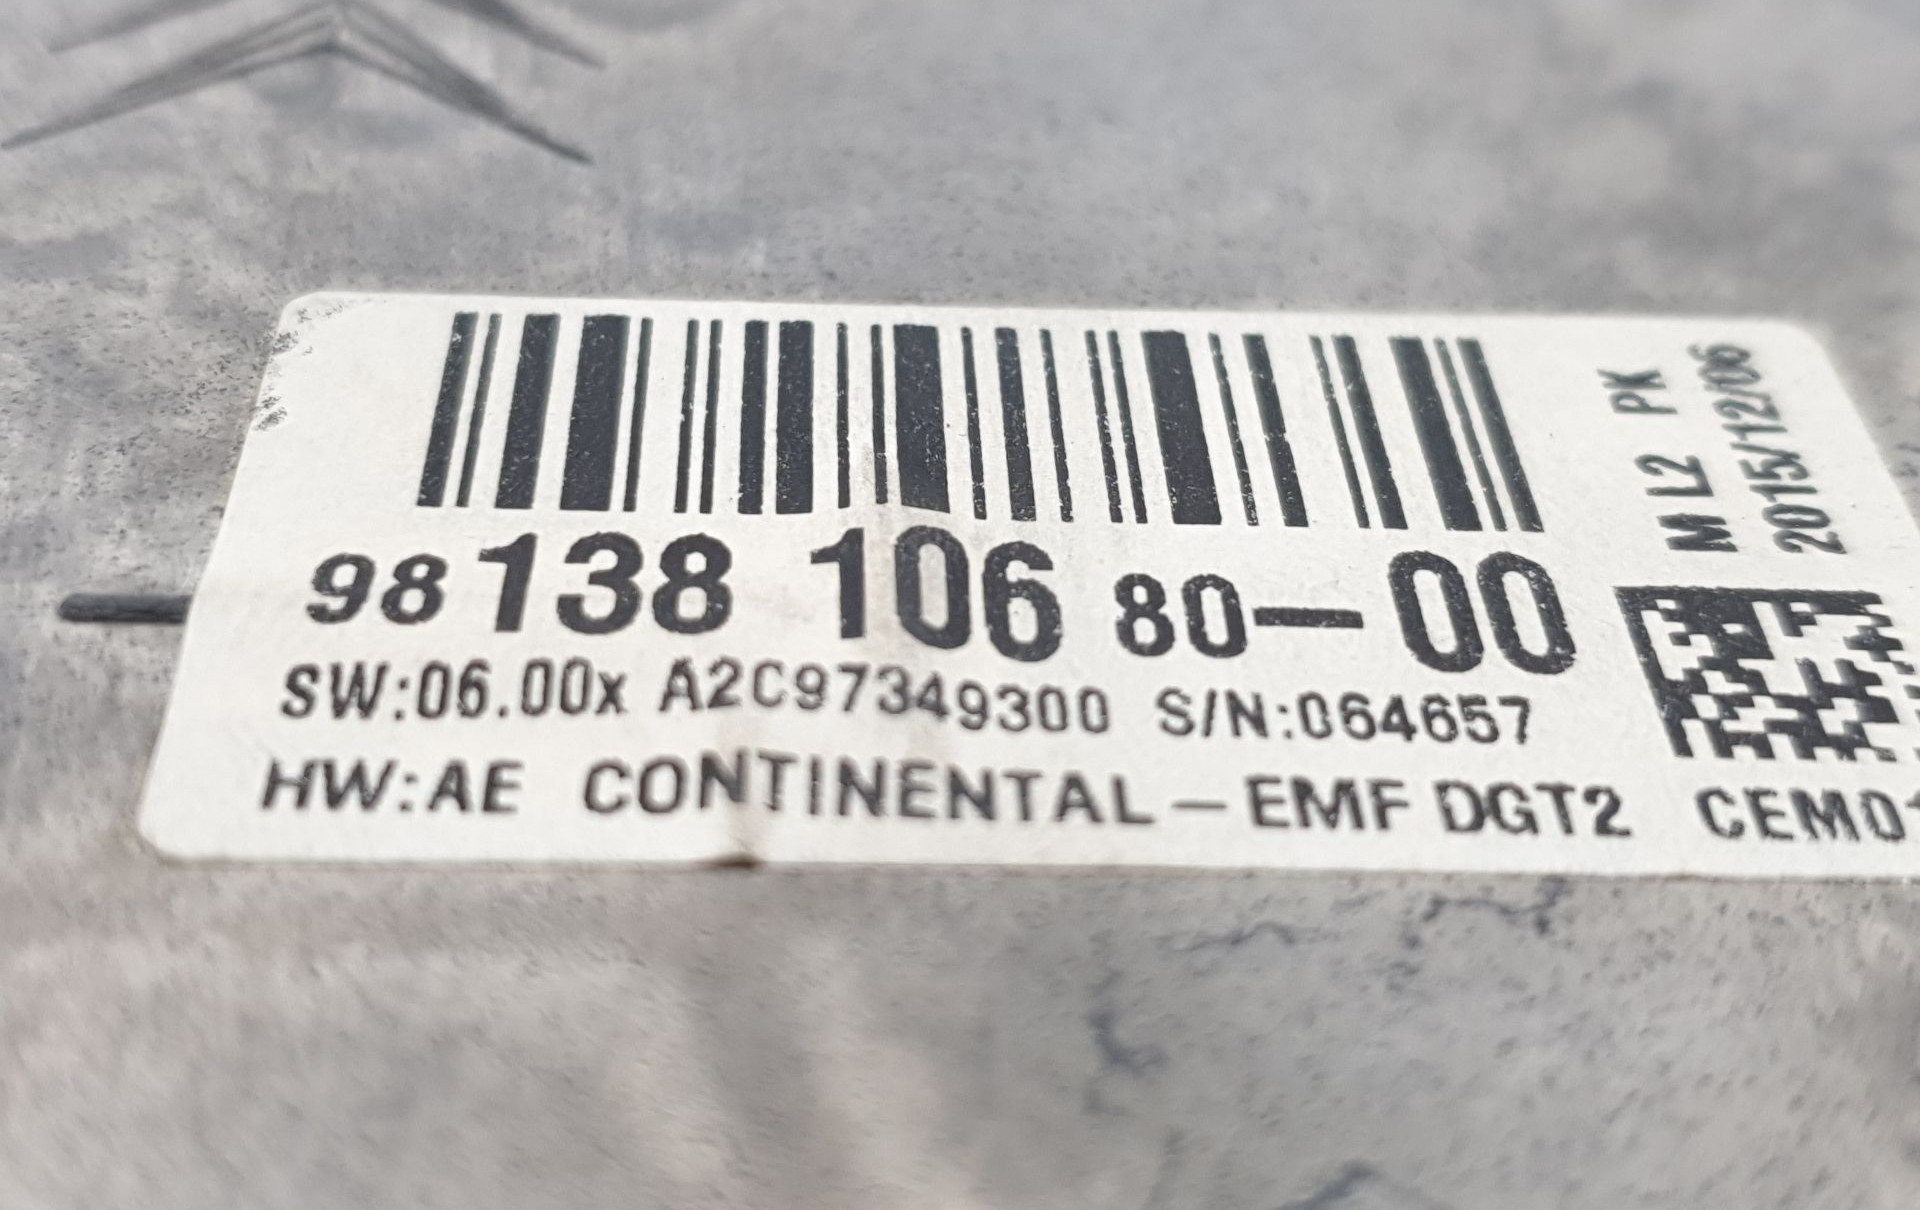 98 138 106 80-00
SW:06.00x A2C97349300 S/N:064657
HW:AE CONTINENTAL-EMF DGT2 CEM01
M L2 PK
2015/12/06